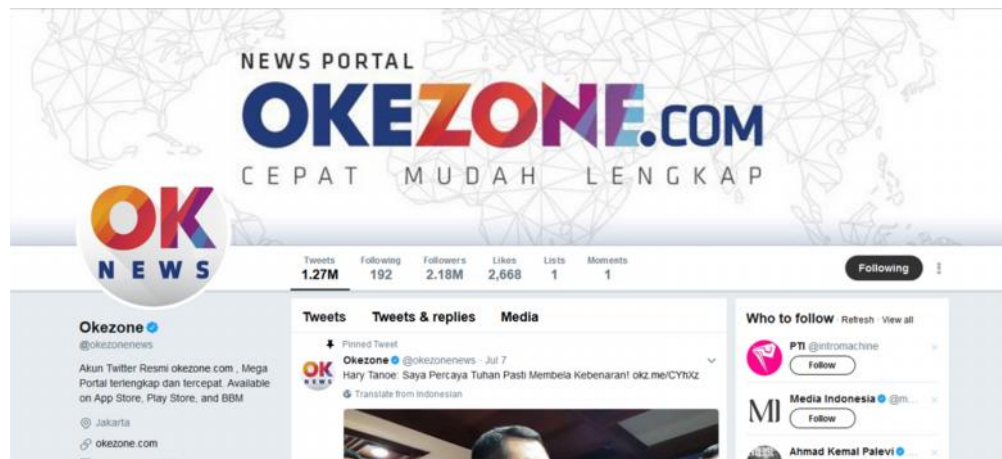 NEWS PORTAL
OKEZONE.COM
CEPAT MUDAH LENGKAP
OK
NEWS
Tweets Following Followers Likes Lists Moments
1.27M 192 2.18M 2,668 1 1
Following
Okezone
@okezonenews
Akun Twitter Resmi okezone.com , Mega
Portal terlengkap dan tercepat. Available
on App Store, Play Store, and BBM
Jakarta
okezone.com
Tweets Tweets & replies Media
Pinned Tweet
OK
NEWS
Okezone @okezonenews · Jul 7
Hary Tanoe: Saya Percaya Tuhan Pasti Membela Kebenaran! okz.me/CYhXz
Translate from Indonesian
Who to follow · Refresh · View all
PTI @intromachine
Follow
MI
Media Indonesia @m...
Follow
Ahmad Kemal Palevi